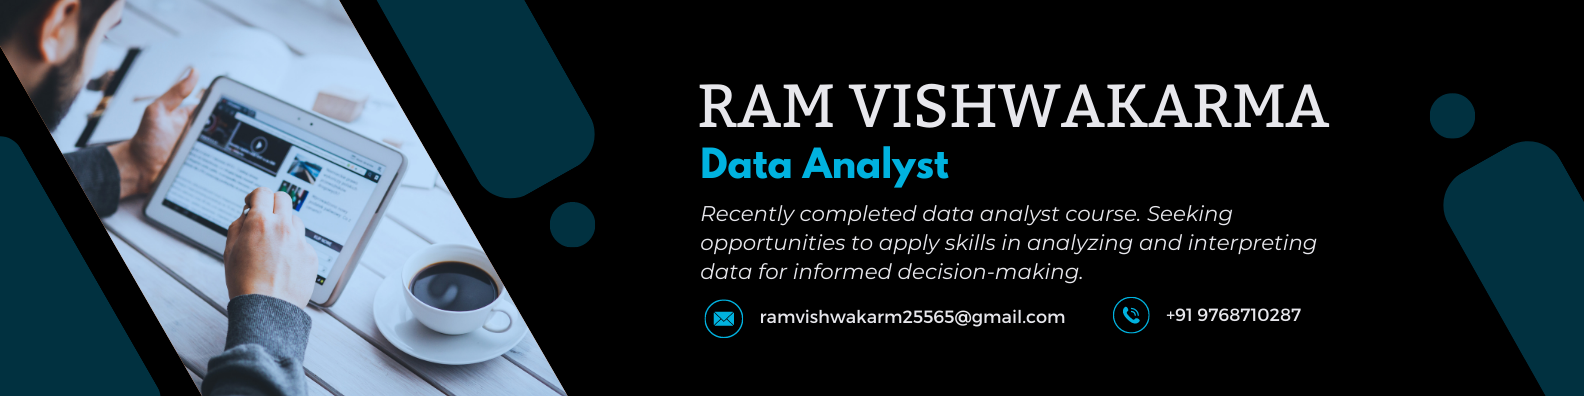 RAM VISHWAKARMA
Data Analyst
Recently completed data analyst course. Seeking
opportunities to apply skills in analyzing and interpreting
data for informed decision-making.
ramvishwakarm25565@gmail.com
+91 9768710287